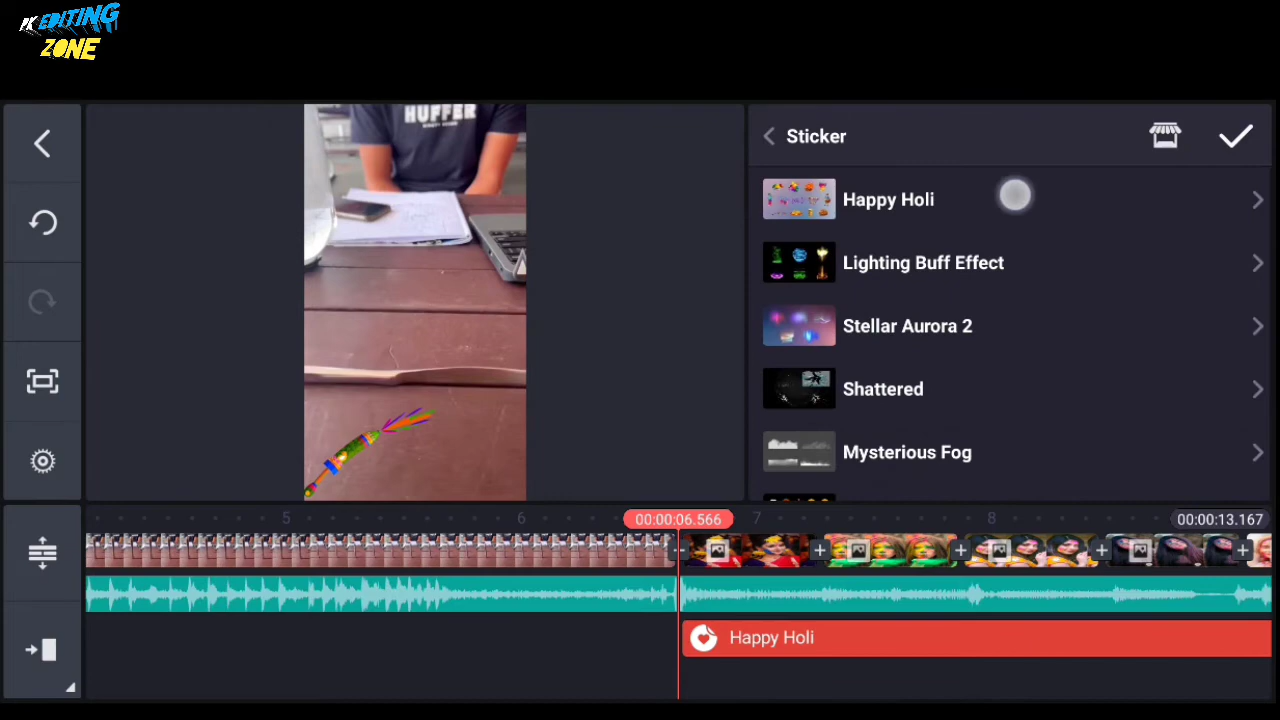 PK EDITING
ZONE
HUFFER
Sticker
Happy Holi
Lighting Buff Effect
Stellar Aurora 2
Shattered
Mysterious Fog
5
6
00:00:06.566
7
8
00:00:13.167
Happy Holi